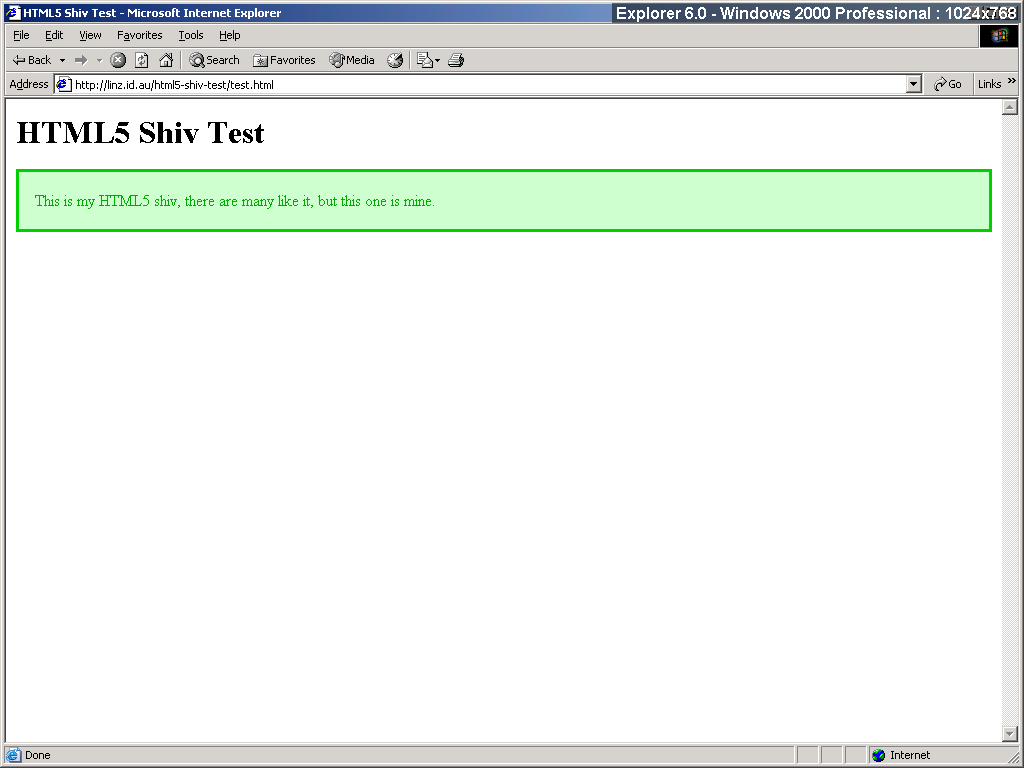 HTML5 Shiv Test - Microsoft Internet Explorer
Explorer 6.0 - Windows 2000 Professional : 1024x768
File Edit View Favorites Tools Help
Back Search Favorites Media
Address http://linz.id.au/html5-shiv-test/test.html Go Links »
HTML5 Shiv Test
This is my HTML5 shiv, there are many like it, but this one is mine.
Done Internet